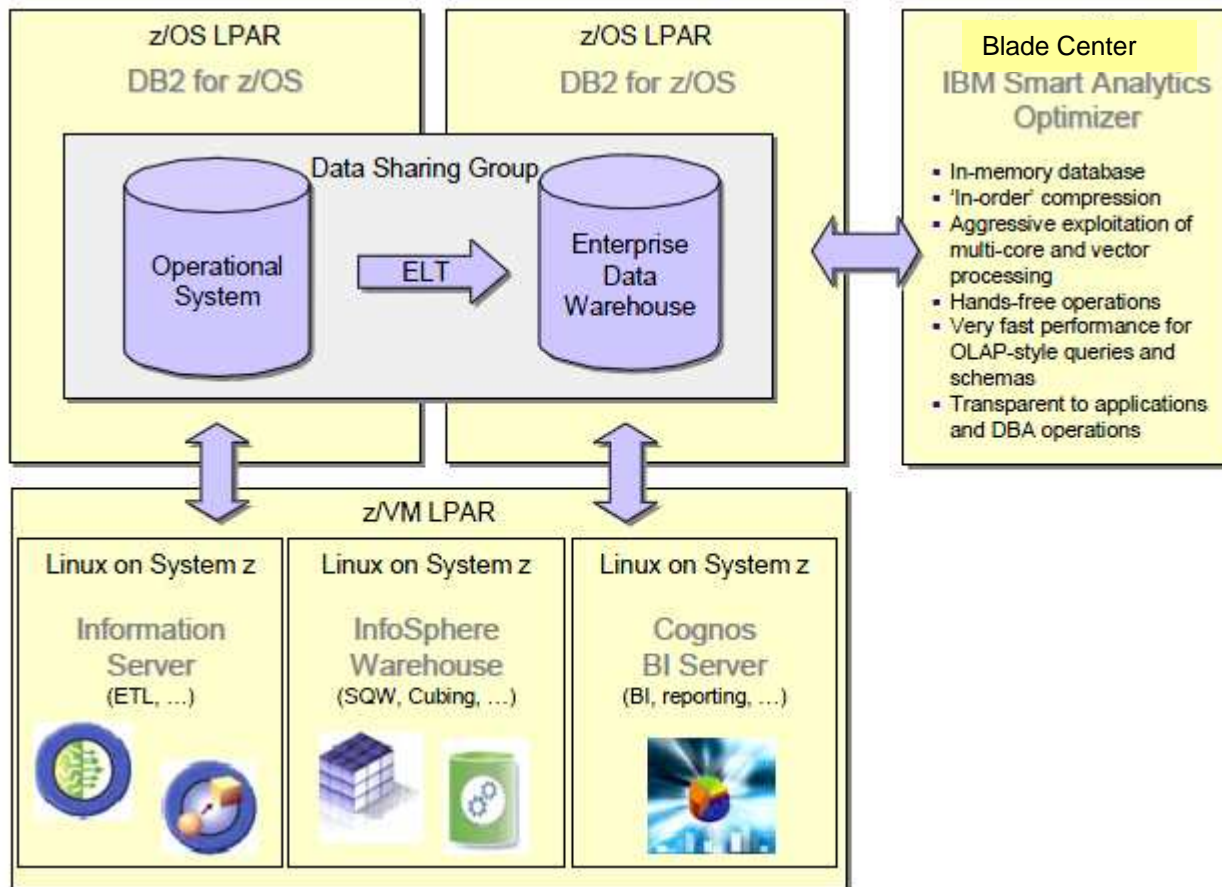 z/OS LPAR
DB2 for z/OS
z/OS LPAR
DB2 for z/OS
Data Sharing Group
Operational
System
ELT
Enterprise
Data
Warehouse
Blade Center
IBM Smart Analytics
Optimizer
▪ In-memory database
▪ 'In-order' compression
▪ Aggressive exploitation of
multi-core and vector
processing
▪ Hands-free operations
▪ Very fast performance for
OLAP-style queries and
schemas
▪ Transparent to applications
and DBA operations
z/VM LPAR
Linux on System z
Information
Server
(ETL, …)
Linux on System z
InfoSphere
Warehouse
(SQW, Cubing, …)
Linux on System z
Cognos
BI Server
(BI, reporting, …)